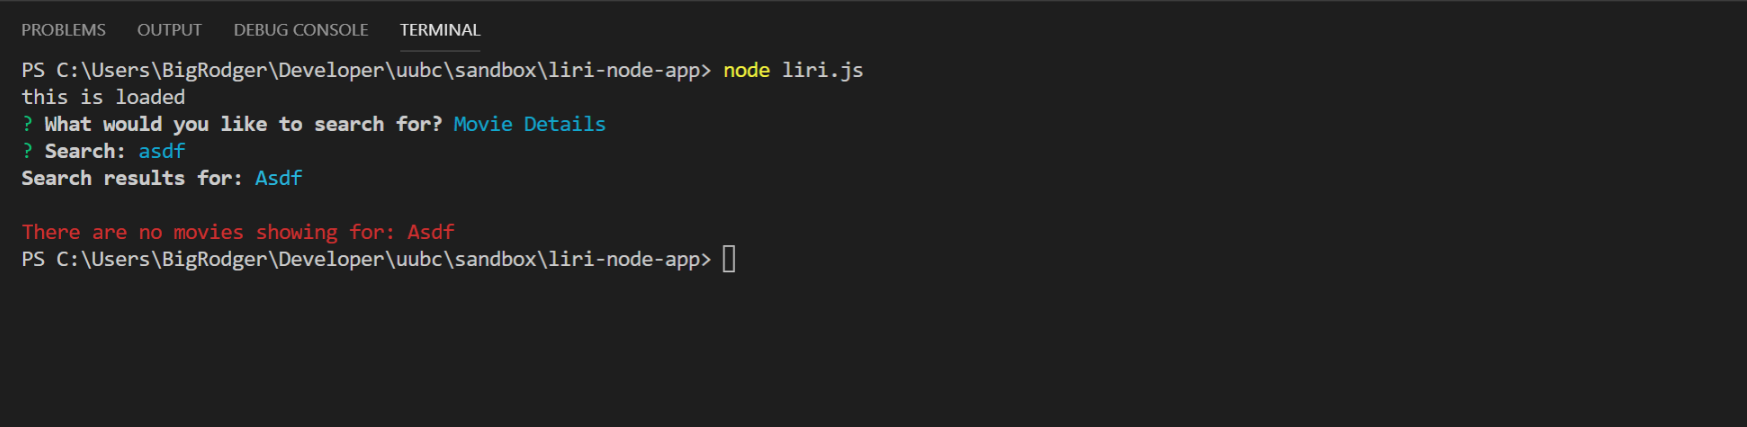 PROBLEMS OUTPUT DEBUG CONSOLE TERMINAL
PS C:\Users\BigRodger\Developer\uubc\sandbox\liri-node-app> node liri.js
this is loaded
? What would you like to search for? Movie Details
? Search: asdf
Search results for: Asdf
There are no movies showing for: Asdf
PS C:\Users\BigRodger\Developer\uubc\sandbox\liri-node-app>